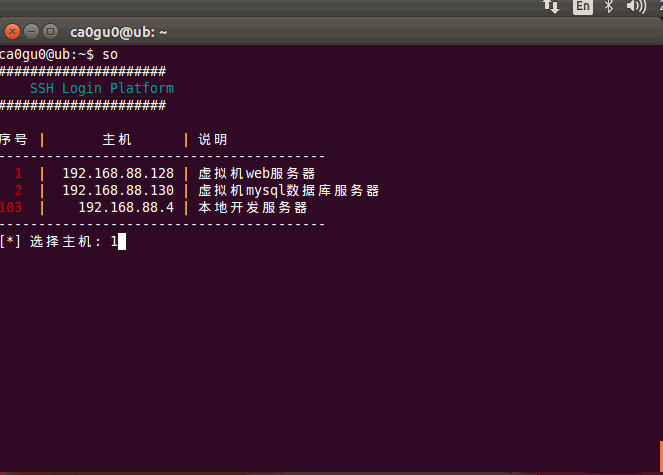 En
ca0gu0@ub: ~
ca0gu0@ub:~$ so
#####################
SSH Login Platform
#####################
序号 | 主机 | 说明
-----------------------------------------
1 | 192.168.88.128 | 虚拟机web服务器
2 | 192.168.88.130 | 虚拟机mysql数据库服务器
103 | 192.168.88.4 | 本地开发服务器
-----------------------------------------
[*] 选择主机: 1